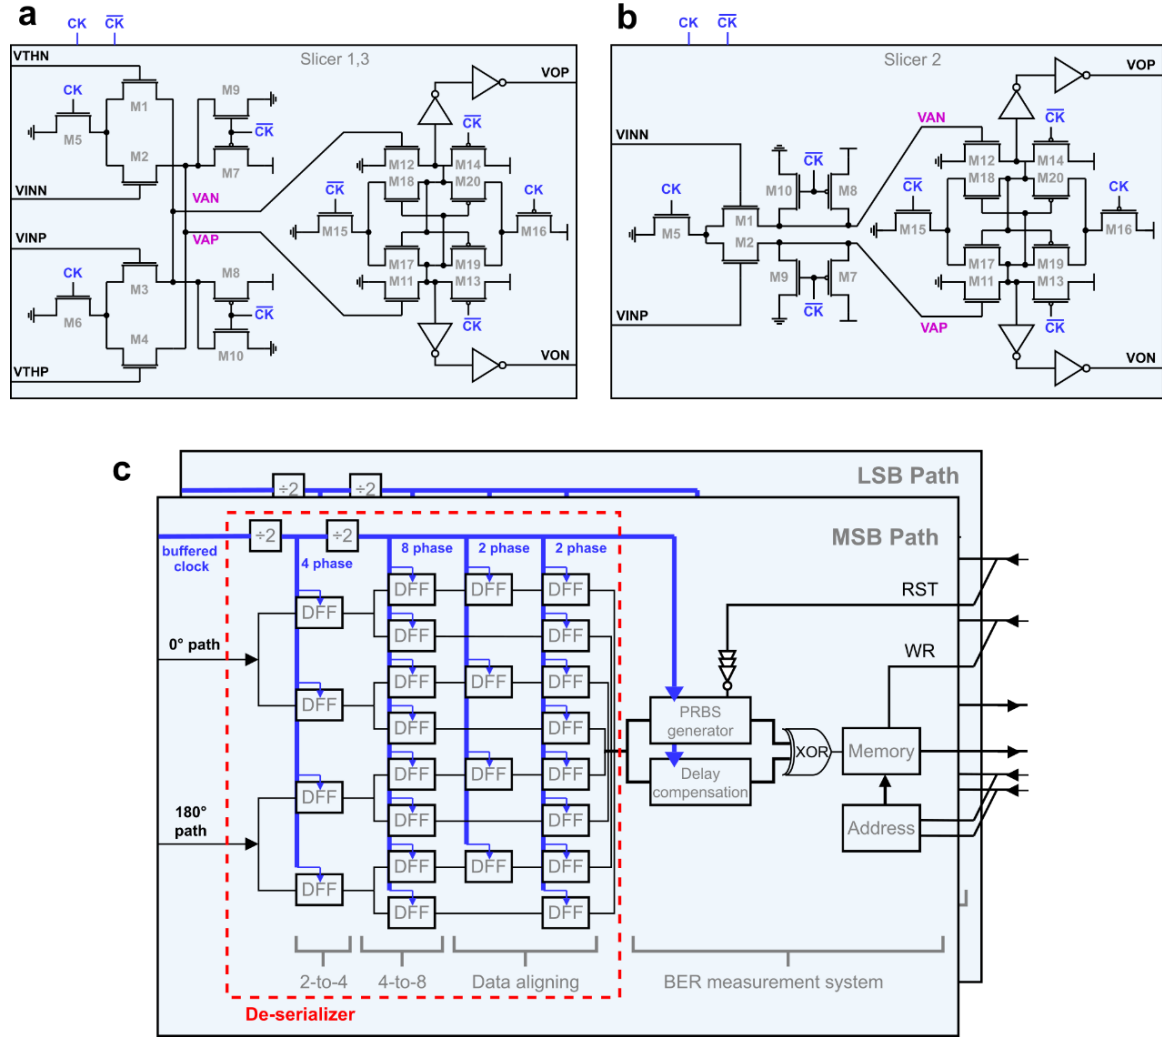 a
CK
CK
Slicer 1,3
VTHN
VOP
CK
M1
M9
CK
M5
M2
M7
CK
M12
M14
VINN
VAN
M18
M20
CK
CK
M15
M16
VINP
VAP
M17
M19
CK
M3
M8
M11
M13
CK
M6
CK
M4
M10
VTHP
VON
b
CK
CK
Slicer 2
VOP
VAN
CK
VINN
M12
M14
CK
M18
M20
M10
M8
CK
CK
CK
M5
M1
M15
M16
M2
M17
M19
M9
M7
M11
M13
CK
CK
VINP
VAP
VON
c
LSB Path
÷2
÷2
MSB Path
÷2
÷2
buffered
clock
4 phase
8 phase
2 phase
2 phase
DFF
DFF
DFF
DFF
RST
DFF
DFF
0° path
WR
DFF
DFF
DFF
DFF
DFF
DFF
PRBS
generator
XOR
Memory
DFF
DFF
DFF
DFF
Delay
compensation
180°
path
DFF
DFF
Address
DFF
DFF
DFF
DFF
DFF
DFF
2-to-4
4-to-8
Data aligning
BER measurement system
De-serializer